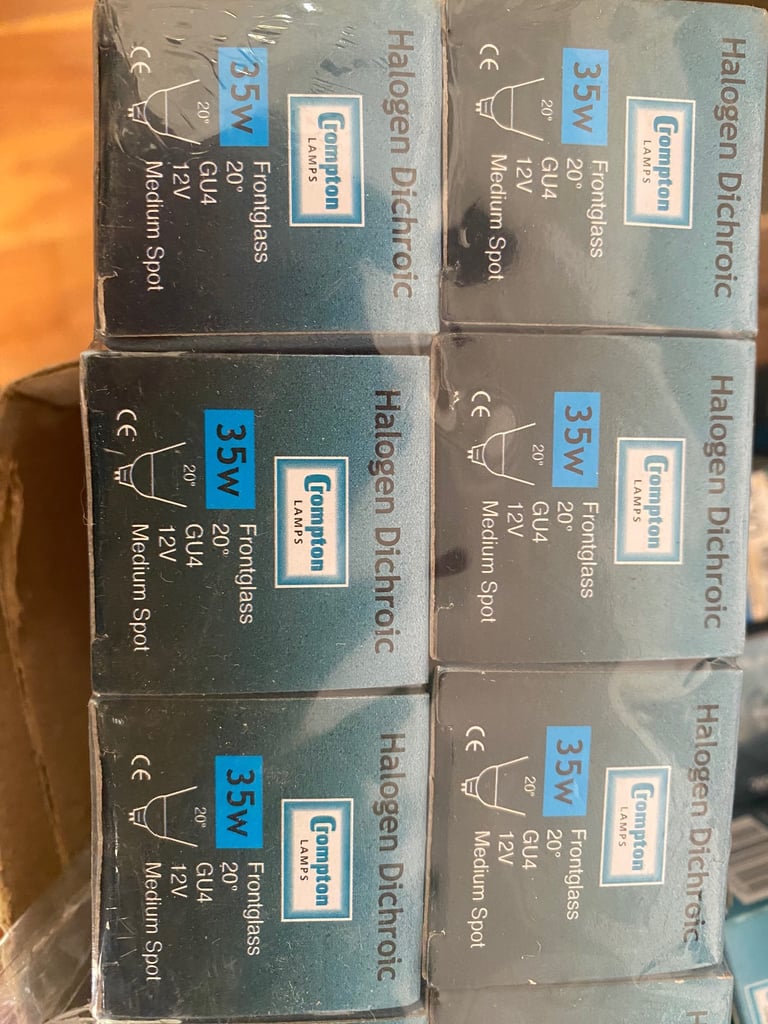 Halogen Dichroic
Crompton
LAMPS
35w
Frontglass
20°
GU4
12V
Medium Spot
20°
CE
Halogen Dichroic
Crompton
LAMPS
35w
Frontglass
20°
GU4
12V
Medium Spot
20°
CE
Halogen Dichroic
Crompton
LAMPS
35w
Frontglass
20°
GU4
12V
Medium Spot
20°
CE
Halogen Dichroic
Crompton
LAMPS
35w
Frontglass
20°
GU4
12V
Medium Spot
20°
CE
Halogen Dichroic
Crompton
LAMPS
35w
Frontglass
20°
GU4
12V
Medium Spot
20°
CE
Halogen Dichroic
Crompton
LAMPS
35w
Frontglass
20°
GU4
12V
Medium Spot
20°
CE